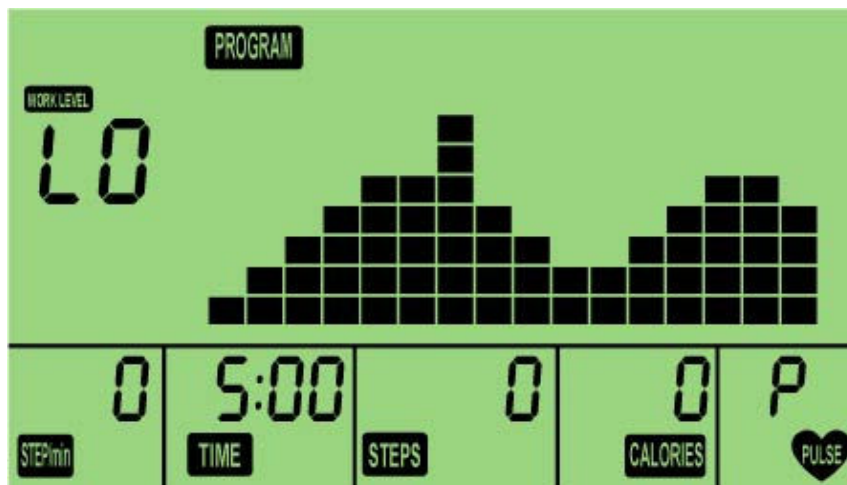 PROGRAM
WORK LEVEL
L0
0 5:00 0 0 P
STEP/min TIME STEPS CALORIES PULSE